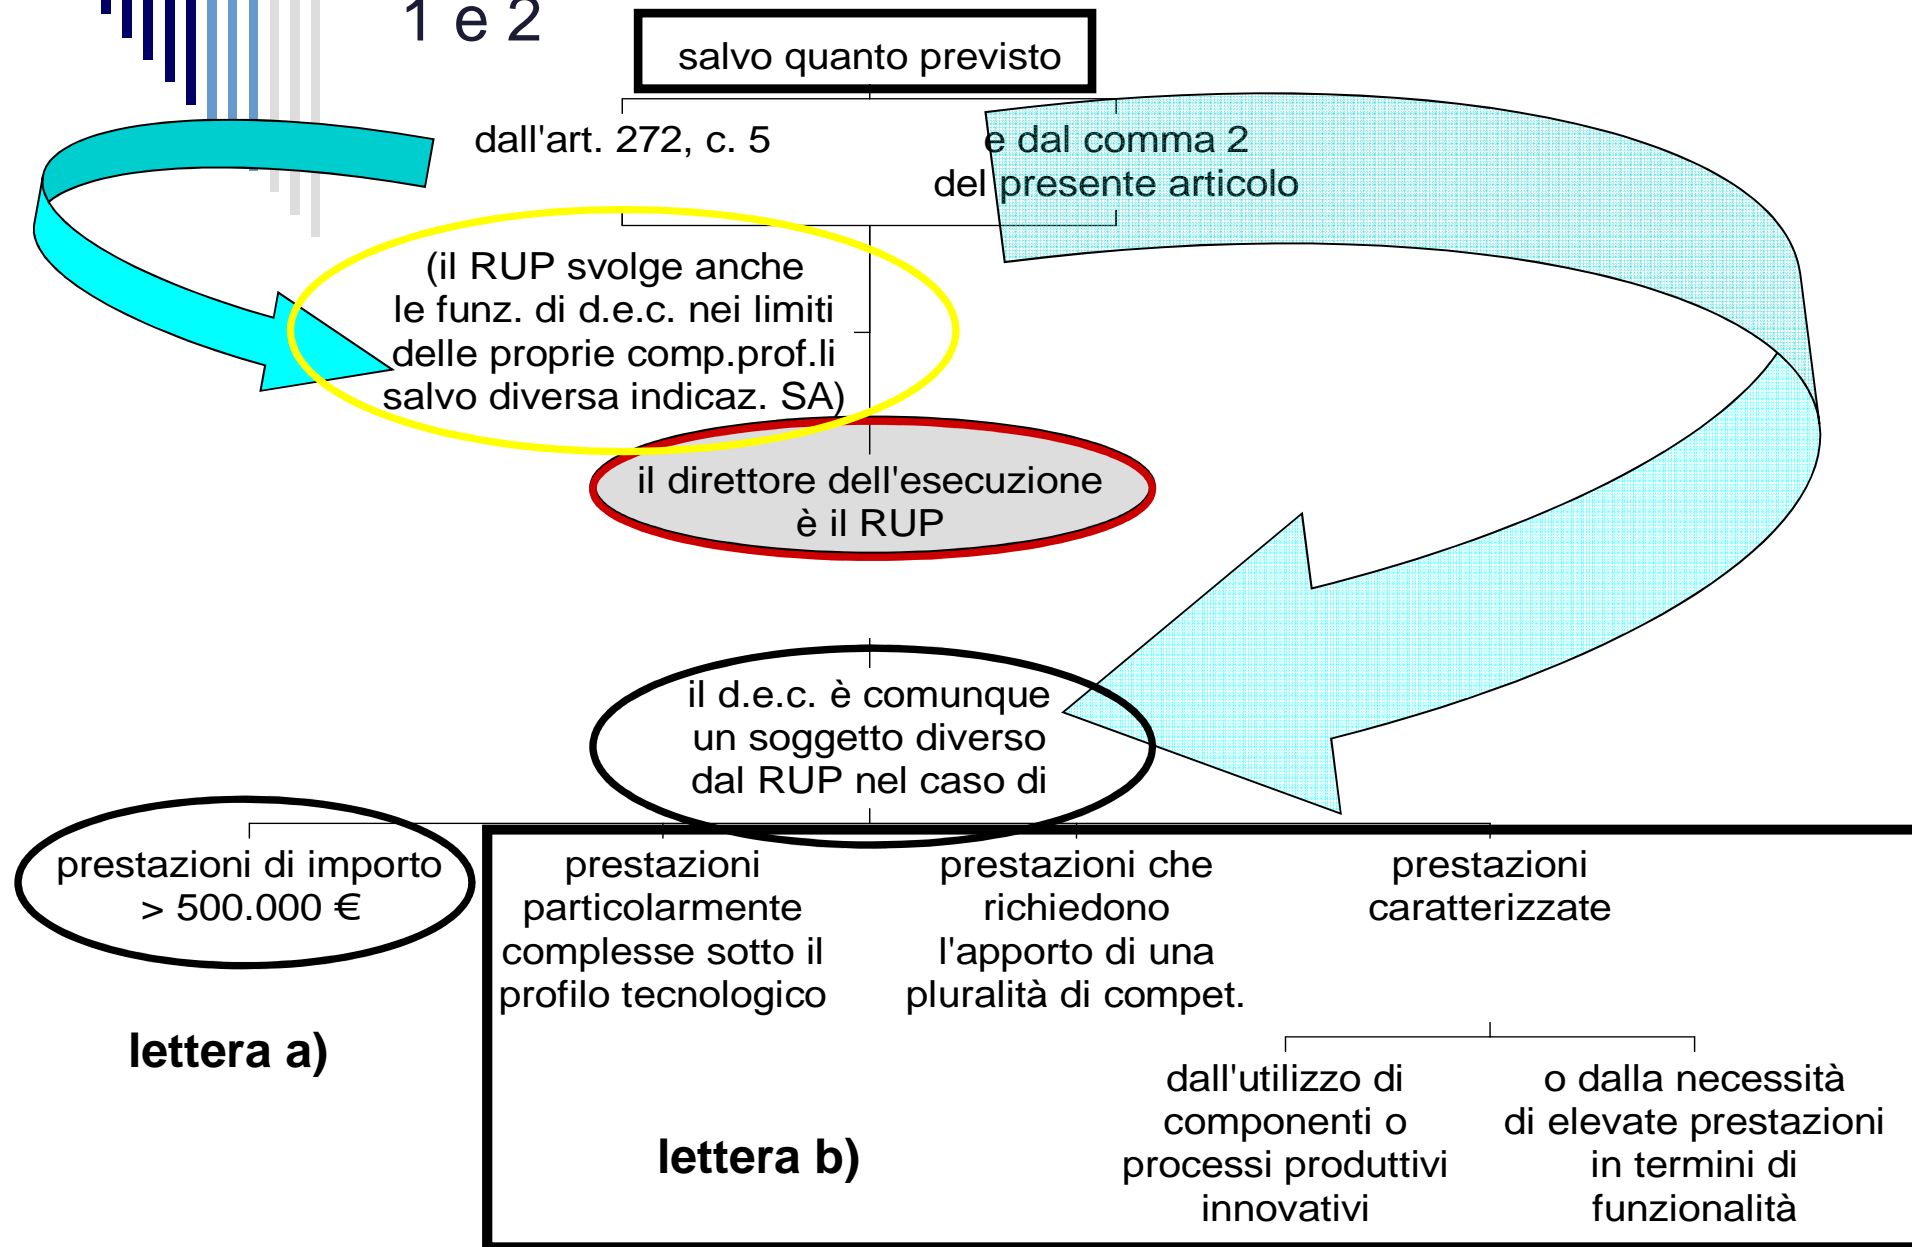 1 e 2
salvo quanto previsto
dall'art. 272, c. 5
e dal comma 2
del presente articolo
(il RUP svolge anche
le funz. di d.e.c. nei limiti
delle proprie comp.prof.li
salvo diversa indicaz. SA)
il direttore dell'esecuzione
è il RUP
il d.e.c. è comunque
un soggetto diverso
dal RUP nel caso di
prestazioni di importo
> 500.000 €
lettera a)
prestazioni
particolarmente
complesse sotto il
profilo tecnologico
prestazioni che
richiedono
l'apporto di una
pluralità di compet.
prestazioni
caratterizzate
dall'utilizzo di
componenti o
processi produttivi
innovativi
o dalla necessità
di elevate prestazioni
in termini di
funzionalità
lettera b)